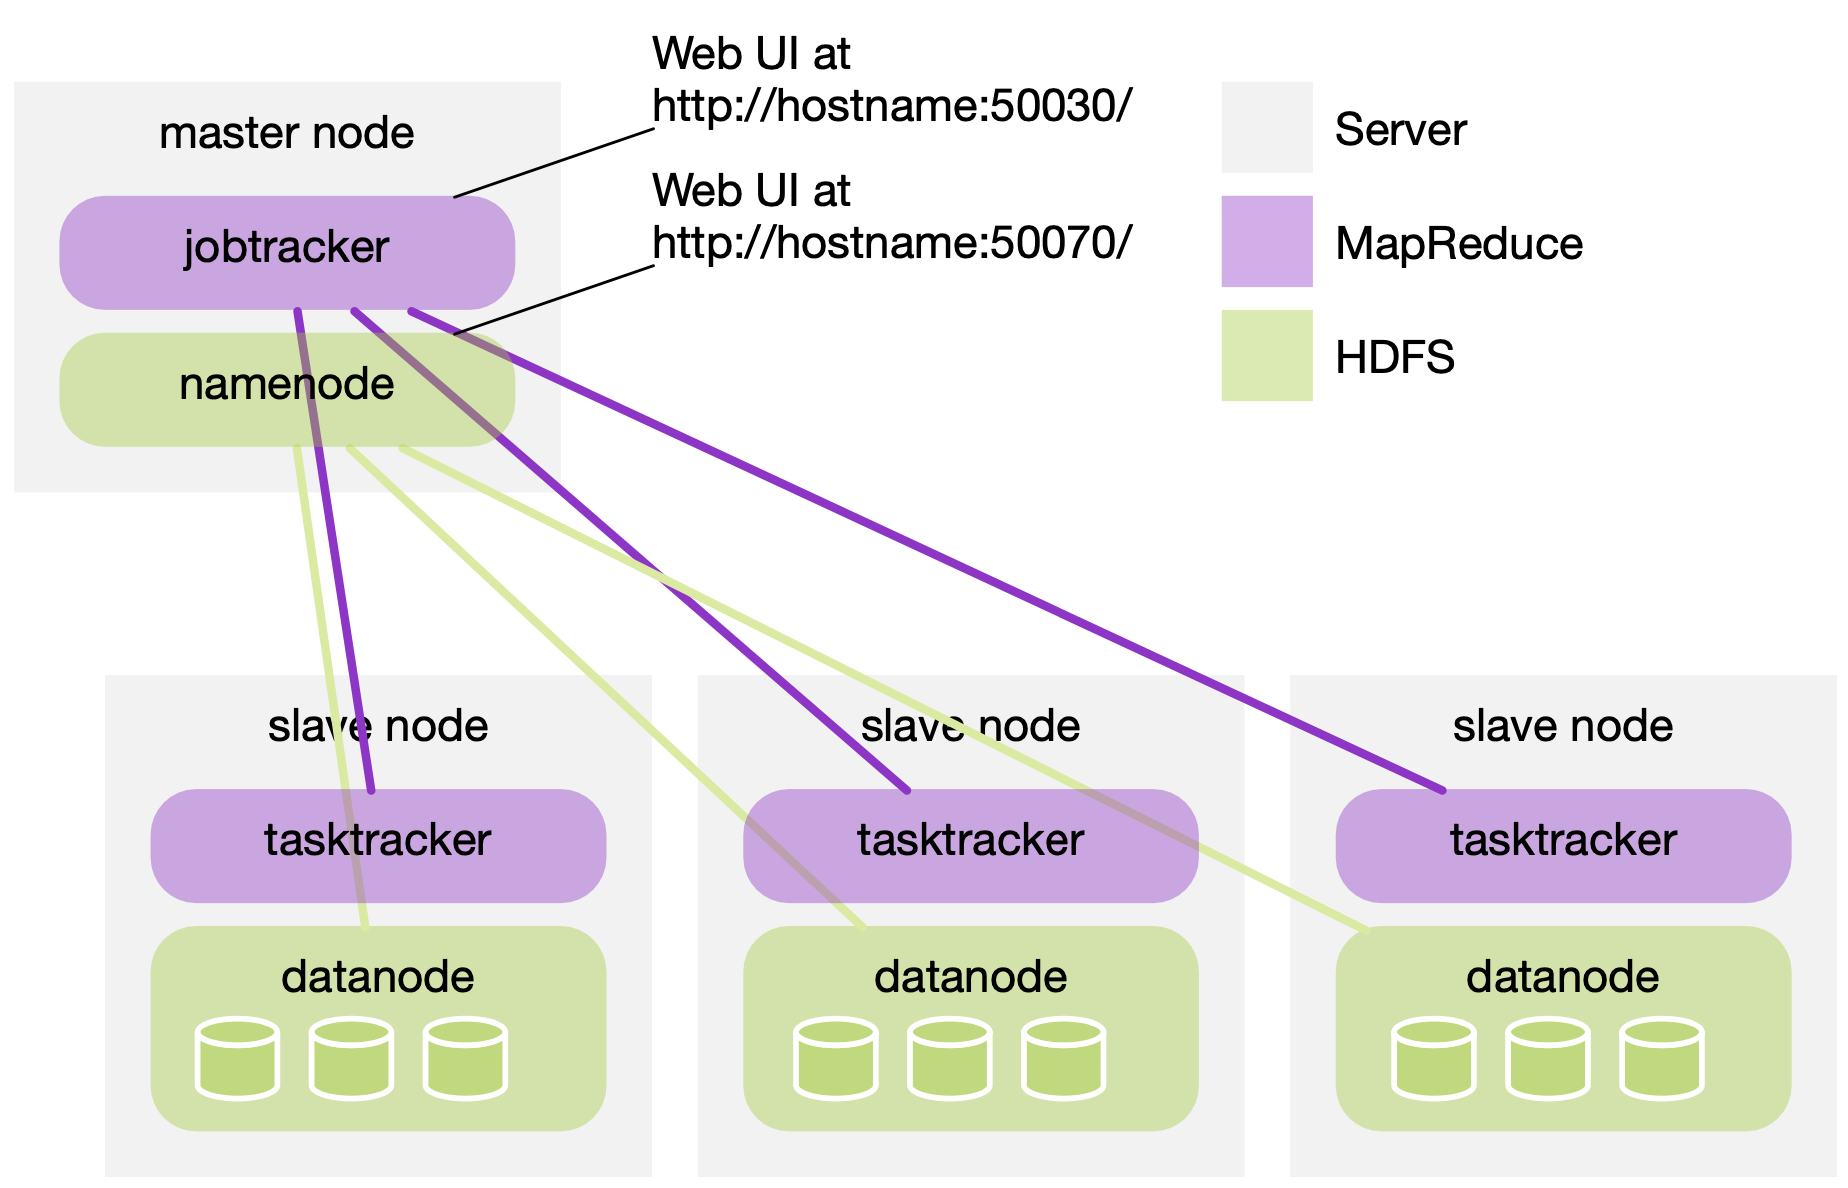 Web UI at
http://hostname:50030/
master node
jobtracker
Web UI at
http://hostname:50070/
namenode
Server
MapReduce
HDFS
slave node
tasktracker
datanode
slave node
tasktracker
datanode
slave node
tasktracker
datanode